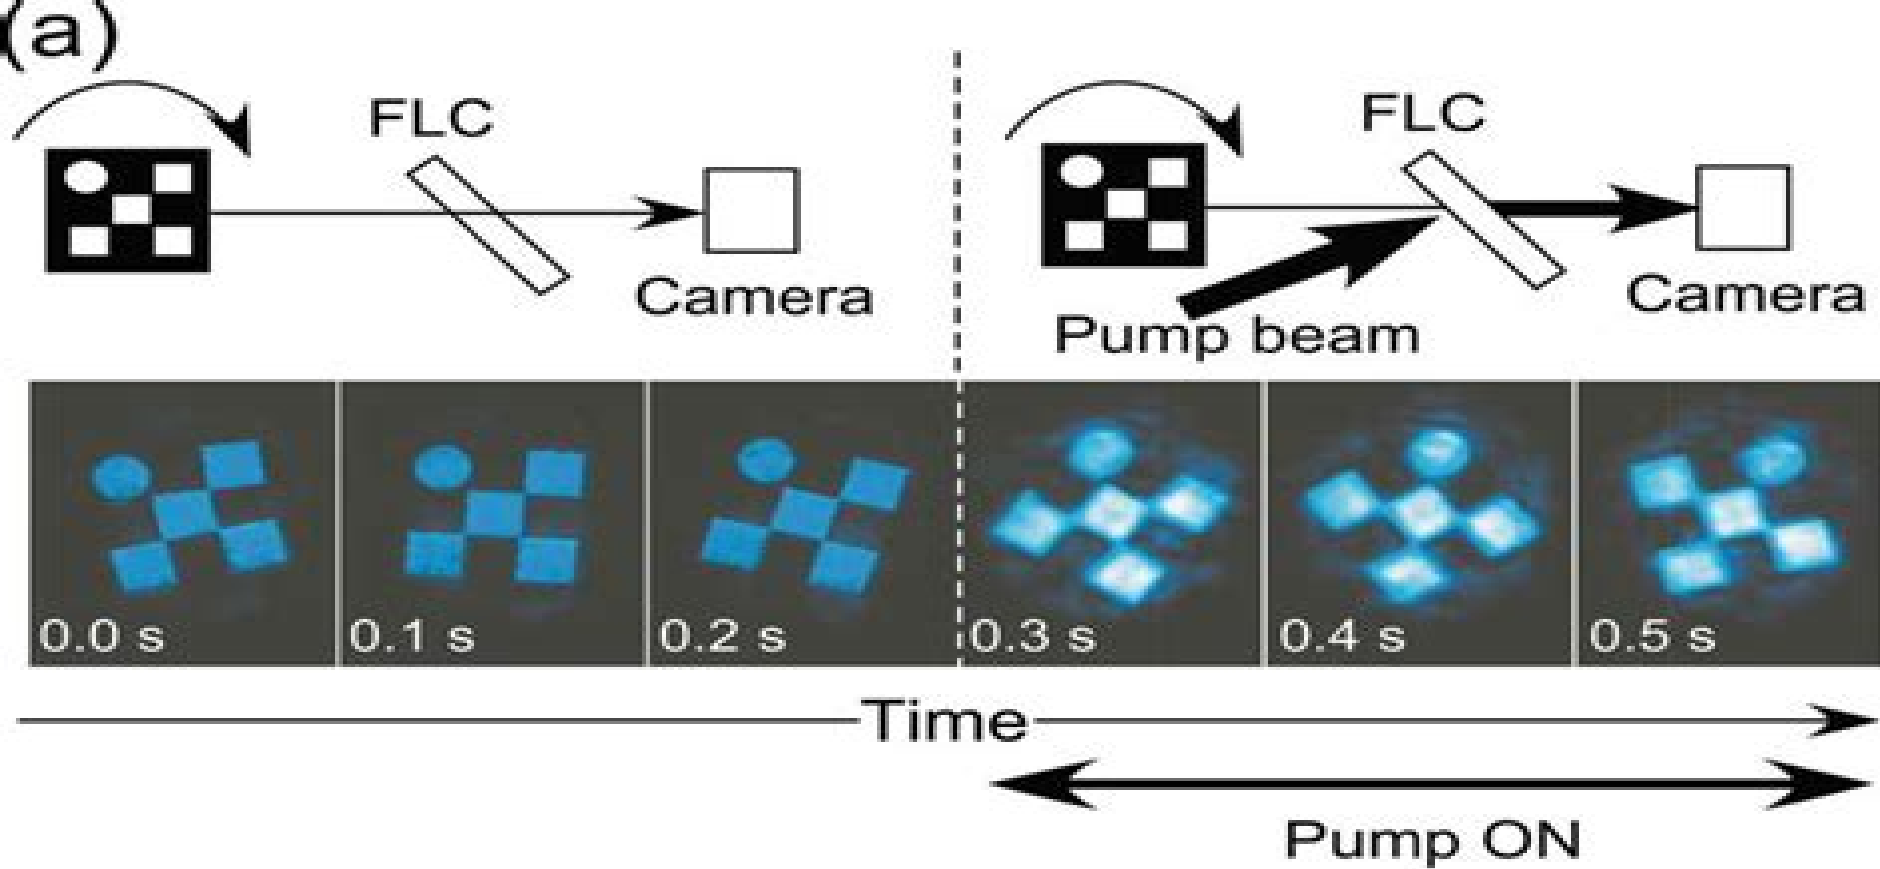 (a)
FLC
FLC
Camera
Camera
Pump beam
0.0 s
0.1 s
0.2 s
0.3 s
0.4 s
0.5 s
Time
Pump ON